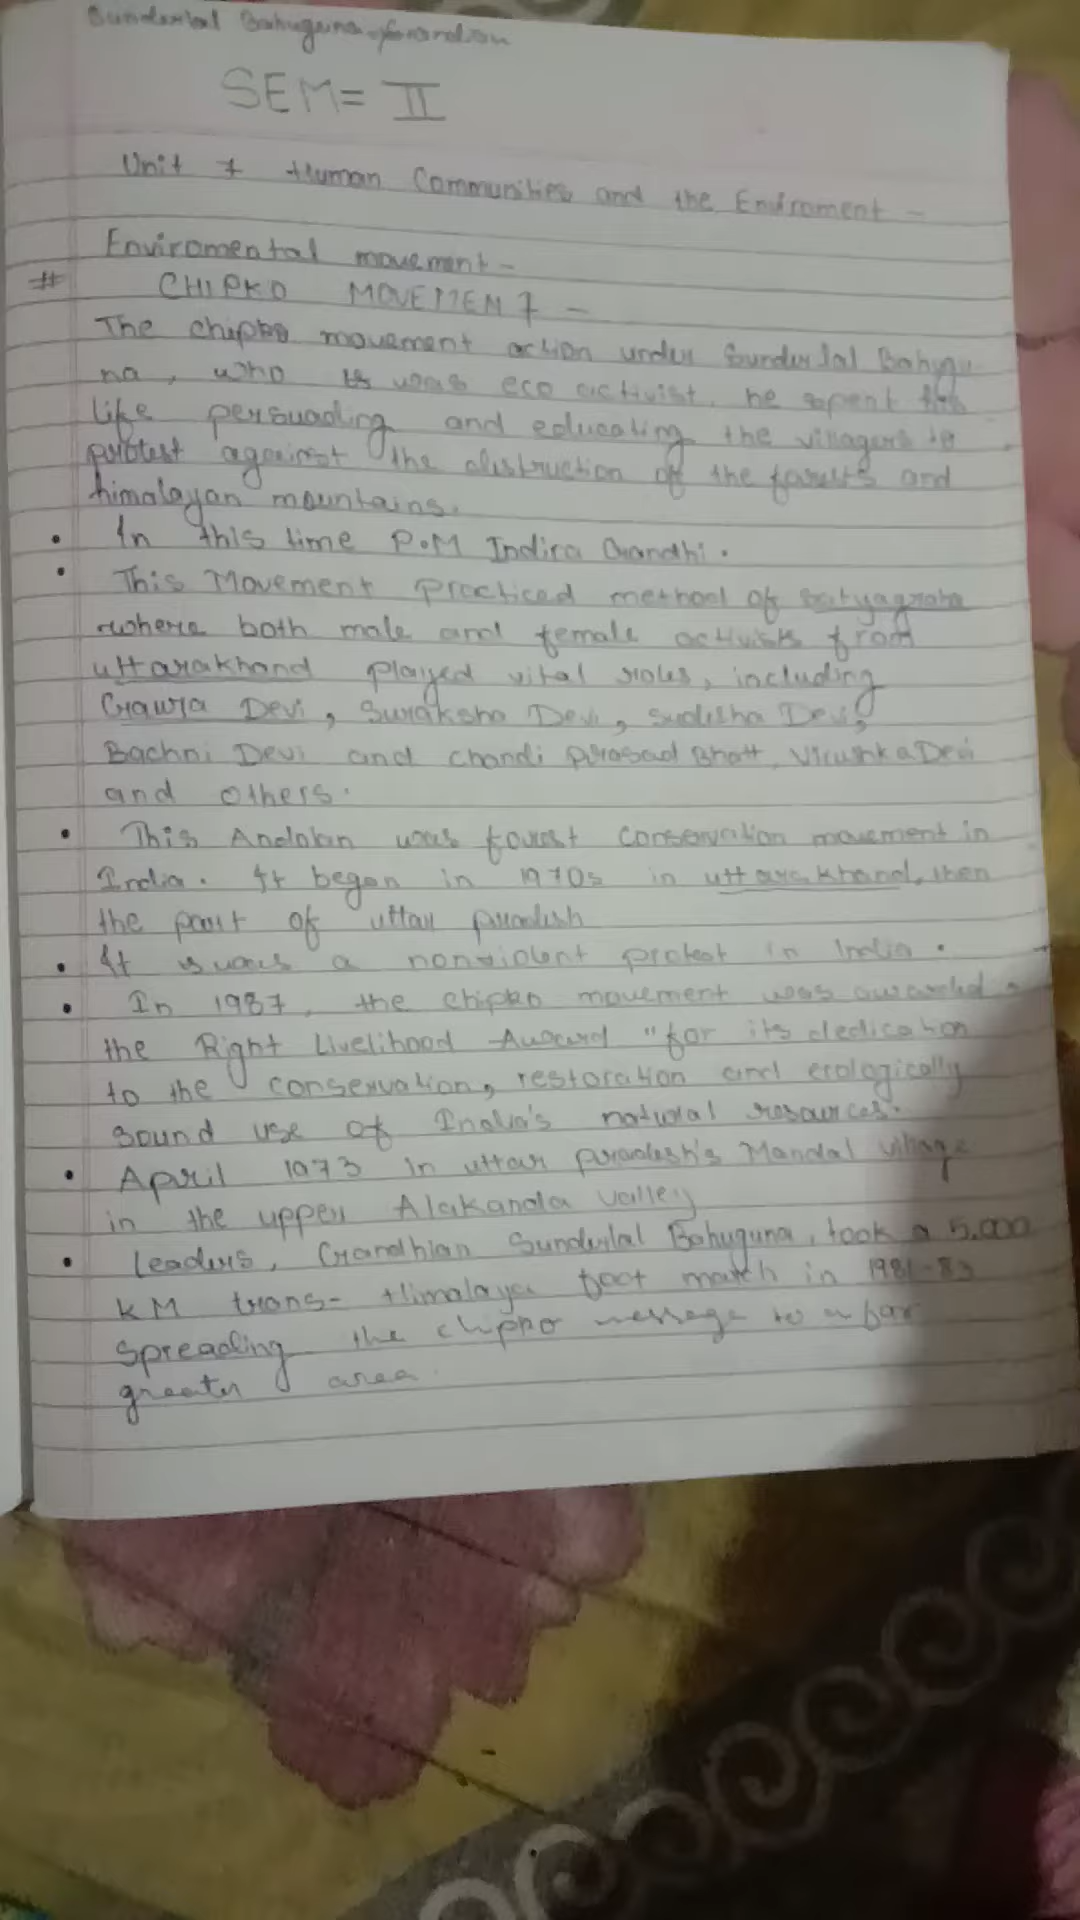 Sunderlal Bahuguna
SEM = II
Unit 7 Human Communities and the Enviroment -
Enviromental movement -
# CHIPKO MOVEMENT -
The chipko movement action under Sunderlal Bahugu
na, who was eco activist. he spent his
life persuading and educating the villagers to
protest against the distruction of the forests and
himalayan mountains.
• In this time P.M Indira Gandhi.
• This Movement practiced method of Satyagraha
where both male and female activists from
uttarakhand played vital roles, including
Gaura Devi, Suraksha Devi, Sudesha Devi,
Bachni Devi and Chandi Prasad Bhatt, Virushka Devi
and others.
• This Andolan was forest Conservation movement in
India. It began in 1970s in uttarakhand, then
the part of uttar pradesh
• It was a nonviolent protest in India.
• In 1987, the chipko movement was awarded
the Right Livelihood Award "for its dedication
to the conservation, restoration and ecologically
sound use of India's natural resources.
• April 1973 in uttar pradesh's Mandal village
in the upper Alakanda valley
• leaders, Gandhian Sunderlal Bahuguna, took a 5,000
KM trans-Himalaya foot march in 1981-83
spreading the chipko message to a far
greater area.